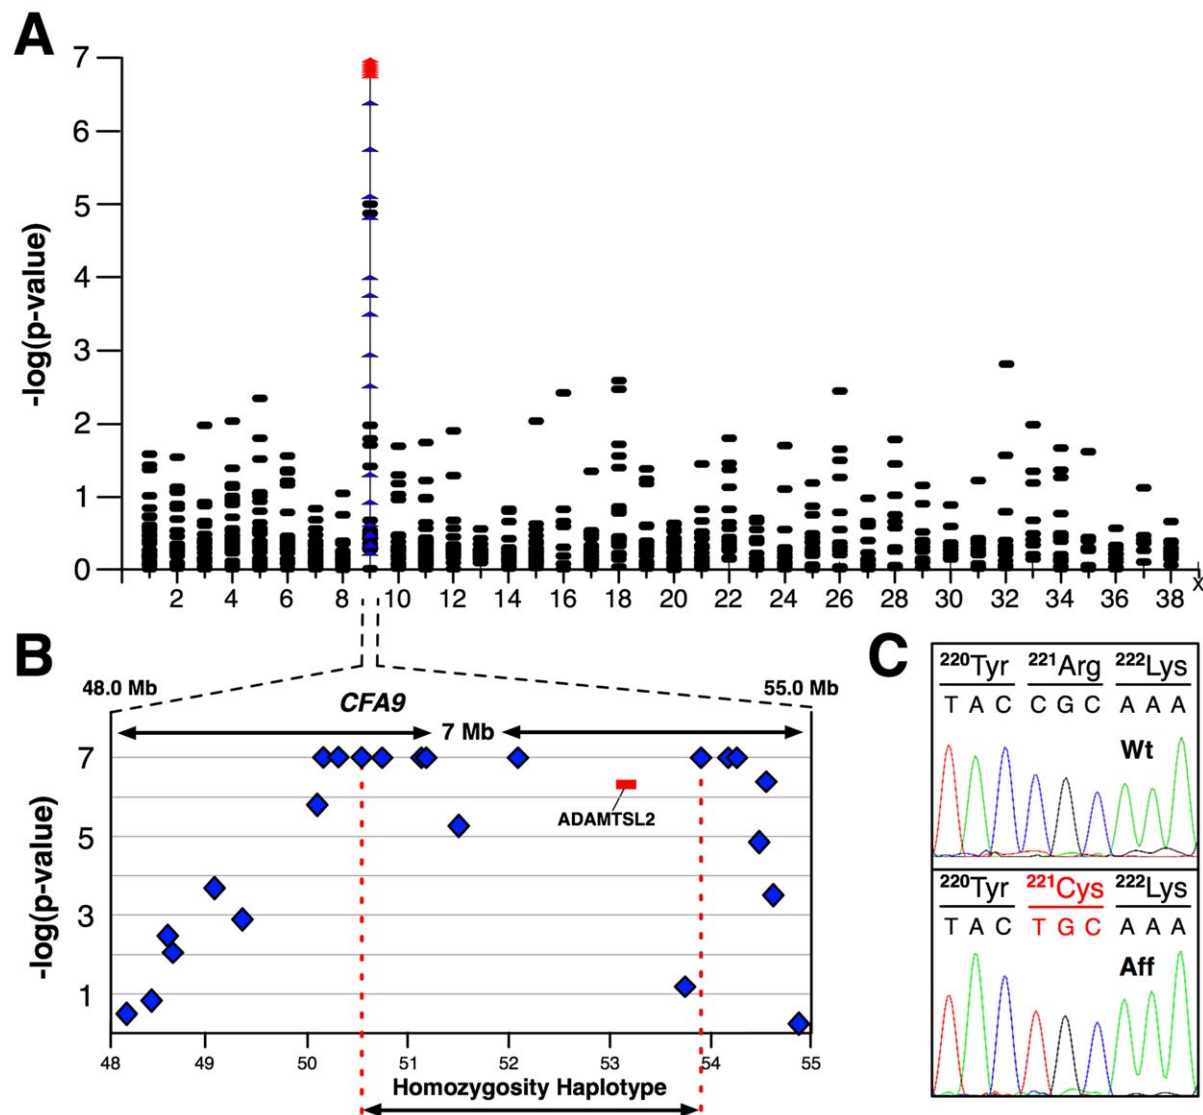 A
-log(p-value)
7
6
5
4
3
2
1
0
2 4 6 8 10 12 14 16 18 20 22 24 26 28 30 32 34 36 38 x
B
48.0 Mb
55.0 Mb
CFA9
7 Mb
-log(p-value)
7
5
3
1
ADAMTSL2
48 49 50 51 52 53 54 55
Homozygosity Haplotype
C
220Tyr 221Arg 222Lys
T A C C G C A A A
Wt
220Tyr 221Cys 222Lys
T A C T G C A A A
Aff